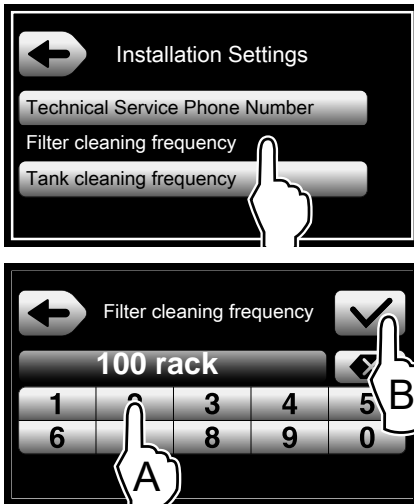 Installation Settings
Technical Service Phone Number
Filter cleaning frequency
Tank cleaning frequency
Filter cleaning frequency
100 rack
1 3 4 5
6 8 9 0
A
B